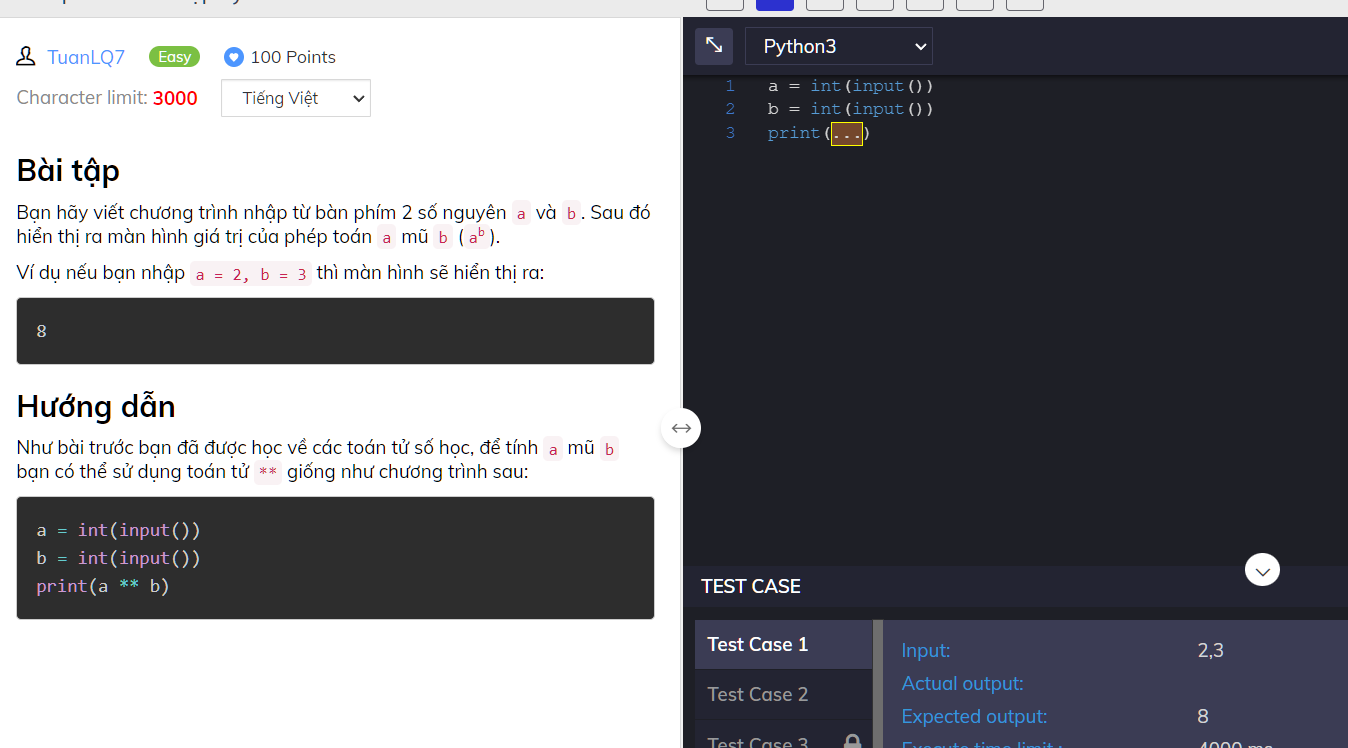 TuanLQ7 Easy 100 Points
Character limit: 3000 Tiếng Việt
Bài tập
Bạn hãy viết chương trình nhập từ bàn phím 2 số nguyên a và b. Sau đó
hiển thị ra màn hình giá trị của phép toán a mũ b (aᵇ).
Ví dụ nếu bạn nhập a = 2, b = 3 thì màn hình sẽ hiển thị ra:
8
Hướng dẫn
Như bài trước bạn đã được học về các toán tử số học, để tính a mũ b
bạn có thể sử dụng toán tử ** giống như chương trình sau:
a = int(input())
b = int(input())
print(a ** b)
Python3
1 a = int(input())
2 b = int(input())
3 print(...)
TEST CASE
Test Case 1
Test Case 2
Test Case 3
Input: 2,3
Actual output:
Expected output: 8
Execute time limit : 4000 ms